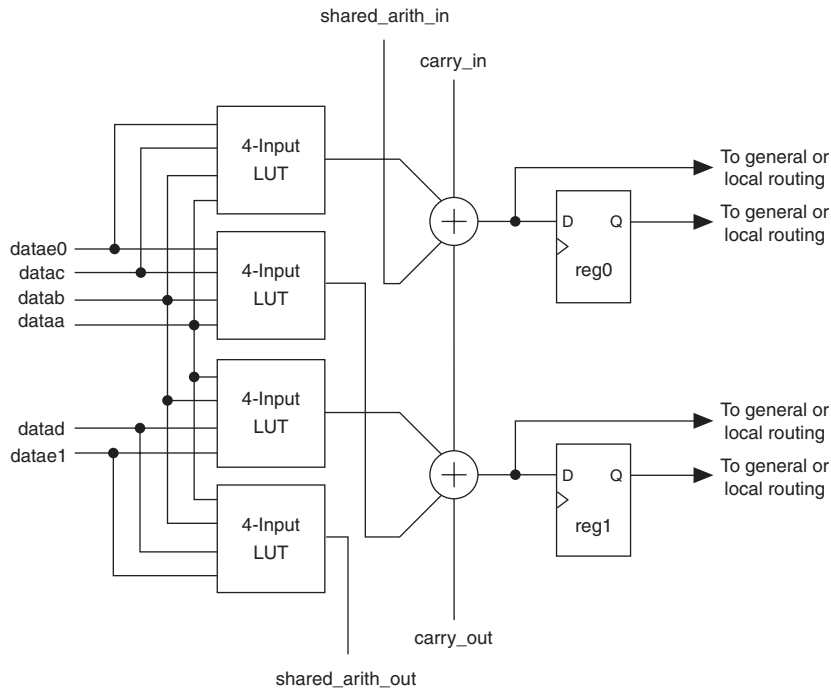 shared_arith_in
carry_in
4-Input
LUT
To general or
local routing
D Q
reg0
To general or
local routing
datae0
datac
datab
dataa
4-Input
LUT
4-Input
LUT
To general or
local routing
datad
datae1
D Q
reg1
To general or
local routing
4-Input
LUT
carry_out
shared_arith_out